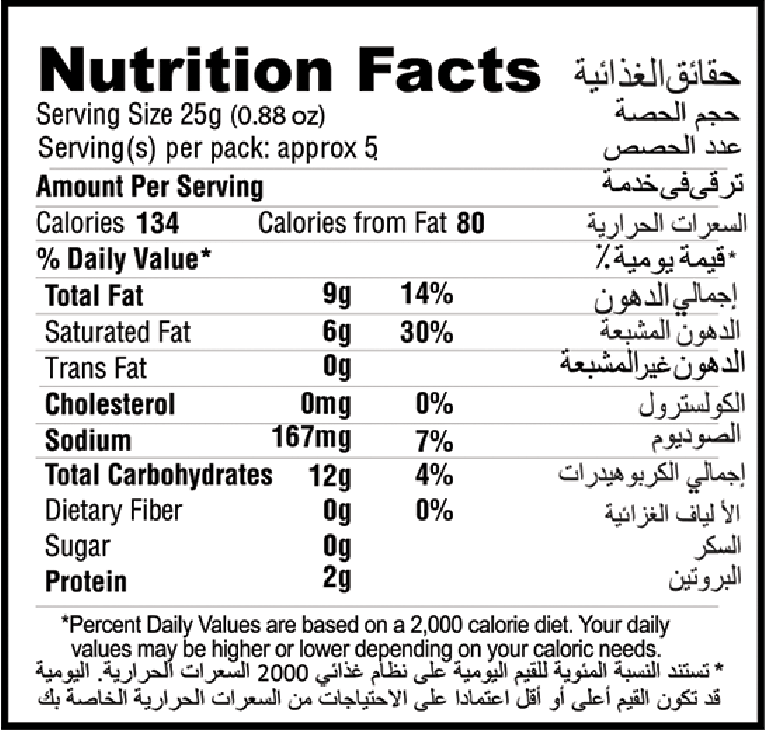 Nutrition Facts حقائق الغذائية
Serving Size 25g (0.88 oz) حجم الحصة
Serving(s) per pack: approx 5 عدد الحصص
Amount Per Serving ترقى فى خدمة
Calories 134 Calories from Fat 80 السعرات الحرارية
% Daily Value* *قيمة يومية٪
Total Fat 9g 14% إجمالي الدهون
Saturated Fat 6g 30% الدهون المشبعة
Trans Fat 0g الدهون غير المشبعة
Cholesterol 0mg 0% الكولسترول
Sodium 167mg 7% الصوديوم
Total Carbohydrates 12g 4% إجمالي الكربوهيدرات
Dietary Fiber 0g 0% الألياف الغزائية
Sugar 0g السكر
Protein 2g البروتين
*Percent Daily Values are based on a 2,000 calorie diet. Your daily
values may be higher or lower depending on your caloric needs.
* تستند النسبة المئوية للقيم اليومية على نظام غذائي 2000 السعرات الحرارية. اليومية
قد تكون القيم أعلى أو أقل اعتمادا على الاحتياجات من السعرات الحرارية الخاصة بك